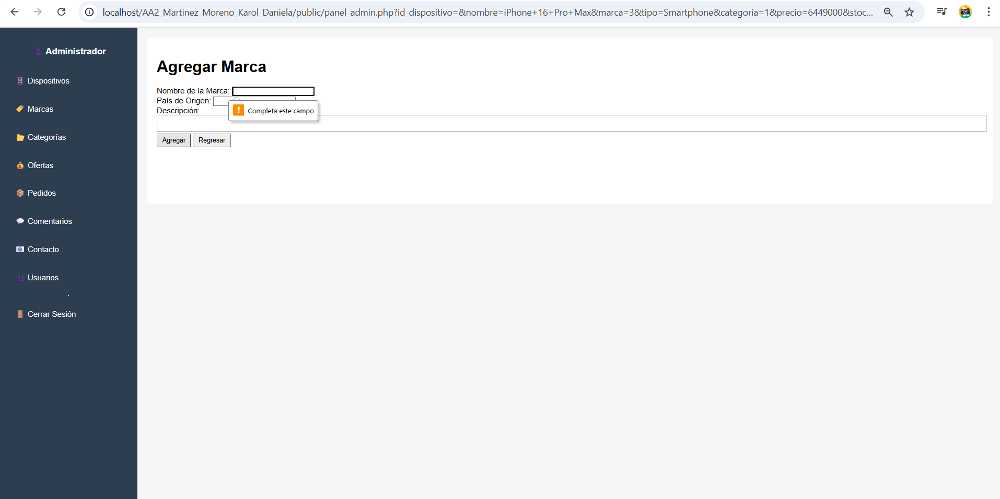 localhost/AA2_Martinez_Moreno_Karol_Daniela/public/panel_admin.php?id_dispositivo=&nombre=iPhone+16+Pro+Max&marca=3&tipo=Smartphone&categoria=1&precio=6449000&stoc...
Administrador
Dispositivos
Marcas
Categorías
Ofertas
Pedidos
Comentarios
Contacto
Usuarios
.
Cerrar Sesión
Agregar Marca
Nombre de la Marca:
País de Origen:
Completa este campo
Descripción:
Agregar Regresar